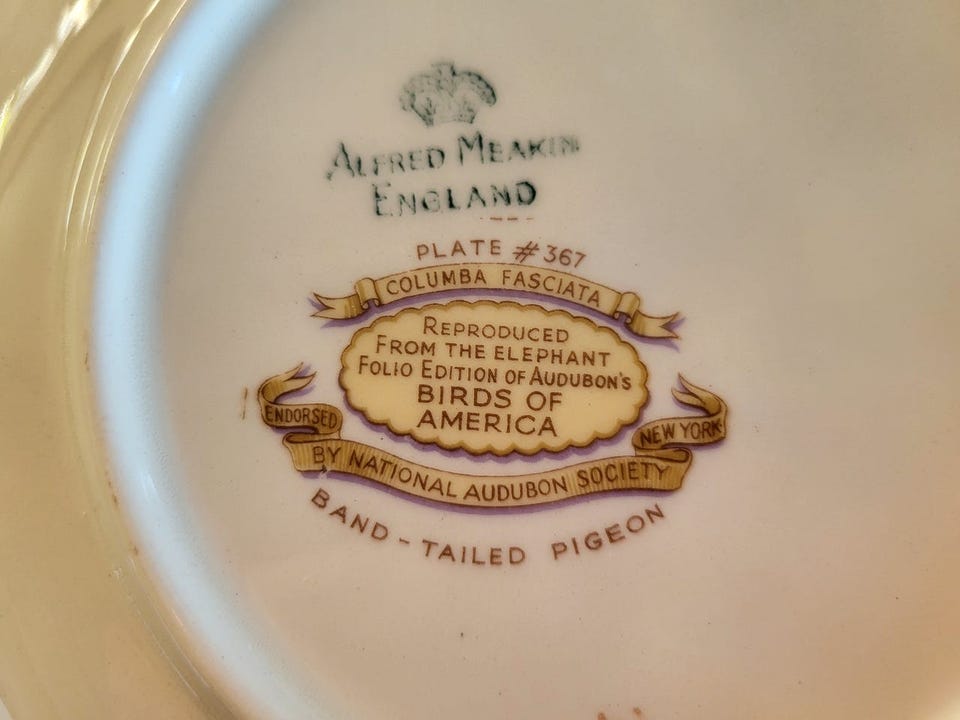 ALFRED MEAKIN
ENGLAND
PLATE #367
COLUMBA FASCIATA
REPRODUCED
FROM THE ELEPHANT
FOLIO EDITION OF AUDUBON'S
BIRDS OF
AMERICA
ENDORSED
BY NATIONAL AUDUBON SOCIETY
NEW YORK
BAND-TAILED PIGEON